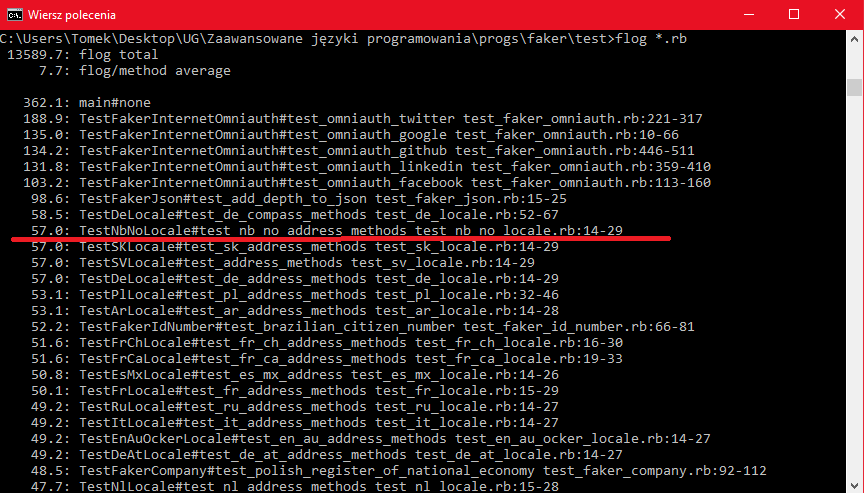 Wiersz polecenia
C:\Users\Tomek\Desktop\UG\Zaawansowane języki programowania\progs\faker\test>flog *.rb
13589.7: flog total
7.7: flog/method average
362.1: main#none
188.9: TestFakerInternetOmniauth#test_omniauth_twitter test_faker_omniauth.rb:221-317
135.0: TestFakerInternetOmniauth#test_omniauth_google test_faker_omniauth.rb:10-66
134.2: TestFakerInternetOmniauth#test_omniauth_github test_faker_omniauth.rb:446-511
131.8: TestFakerInternetOmniauth#test_omniauth_linkedin test_faker_omniauth.rb:359-410
103.2: TestFakerInternetOmniauth#test_omniauth_facebook test_faker_omniauth.rb:113-160
98.6: TestFakerJson#test_add_depth_to_json test_faker_json.rb:15-25
58.5: TestDeLocale#test_de_compass_methods test_de_locale.rb:52-67
57.0: TestNbNoLocale#test_nb_no_address_methods test_nb_no_locale.rb:14-29
57.0: TestSKLocale#test_sk_address_methods test_sk_locale.rb:14-29
57.0: TestSVLocale#test_address_methods test_sv_locale.rb:14-29
57.0: TestDeLocale#test_de_address_methods test_de_locale.rb:14-29
53.1: TestPlLocale#test_pl_address_methods test_pl_locale.rb:32-46
53.1: TestArLocale#test_ar_address_methods test_ar_locale.rb:14-28
52.2: TestFakerIdNumber#test_brazilian_citizen_number test_faker_id_number.rb:66-81
51.6: TestFrChLocale#test_fr_ch_address_methods test_fr_ch_locale.rb:16-30
51.6: TestFrCaLocale#test_fr_ca_address_methods test_fr_ca_locale.rb:19-33
50.8: TestEsMxLocale#test_es_mx_address test_es_mx_locale.rb:14-26
50.1: TestFrLocale#test_fr_address_methods test_fr_locale.rb:15-29
49.2: TestRuLocale#test_ru_address_methods test_ru_locale.rb:14-27
49.2: TestItLocale#test_it_address_methods test_it_locale.rb:14-27
49.2: TestEnAuOckerLocale#test_en_au_address_methods test_en_au_ocker_locale.rb:14-27
49.2: TestDeAtLocale#test_de_at_address_methods test_de_at_locale.rb:14-27
48.5: TestFakerCompany#test_polish_register_of_national_economy test_faker_company.rb:92-112
47.7: TestNlLocale#test_nl_address_methods test_nl_locale.rb:15-28